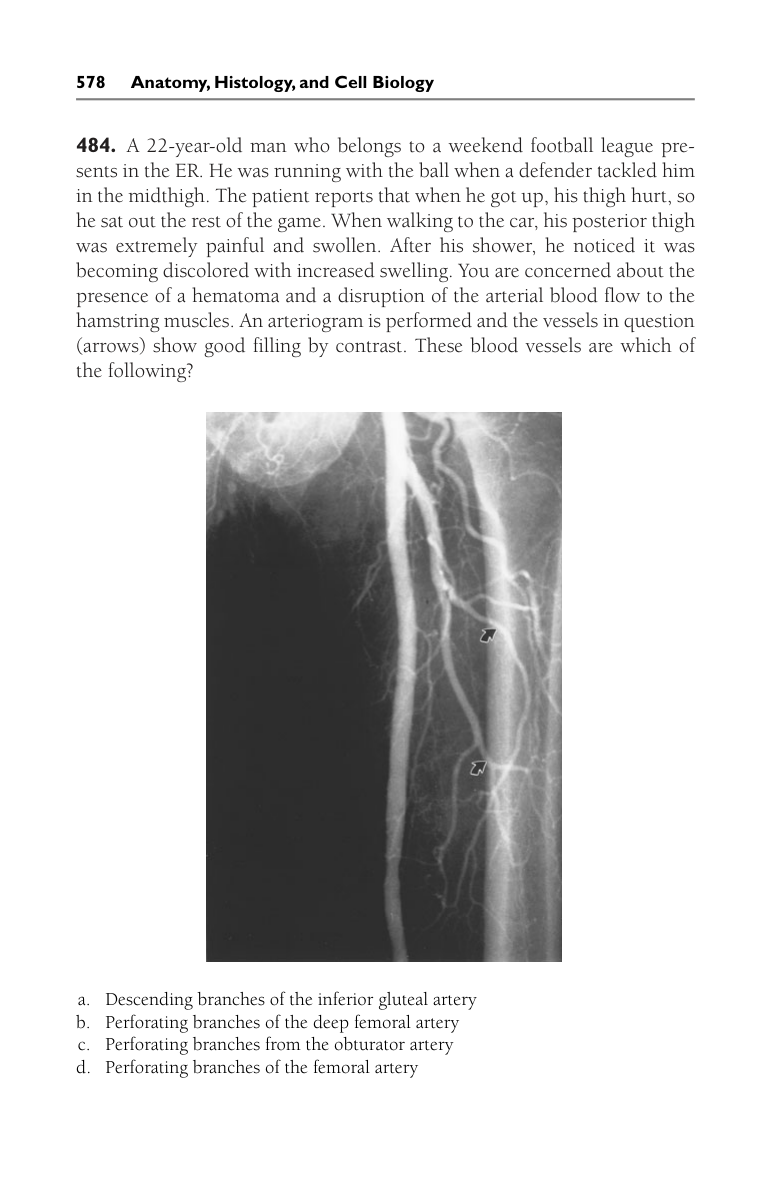 578 Anatomy, Histology, and Cell Biology
484. A 22-year-old man who belongs to a weekend football league pre-
sents in the ER. He was running with the ball when a defender tackled him
in the midthigh. The patient reports that when he got up, his thigh hurt, so
he sat out the rest of the game. When walking to the car, his posterior thigh
was extremely painful and swollen. After his shower, he noticed it was
becoming discolored with increased swelling. You are concerned about the
presence of a hematoma and a disruption of the arterial blood flow to the
hamstring muscles. An arteriogram is performed and the vessels in question
(arrows) show good filling by contrast. These blood vessels are which of
the following?
a. Descending branches of the inferior gluteal artery
b. Perforating branches of the deep femoral artery
c. Perforating branches from the obturator artery
d. Perforating branches of the femoral artery